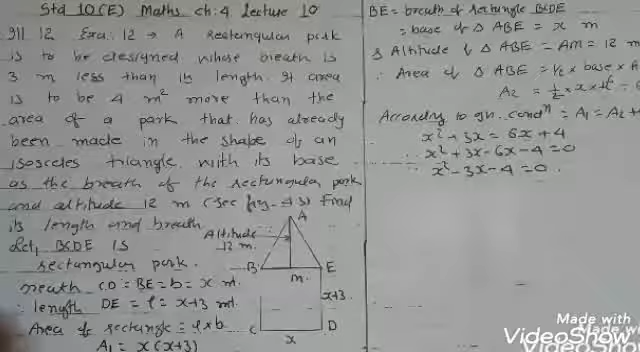 Std 10(E) Maths ch:4 Lecture 10
Ill 12 Exa. 12 → A Rectangular park
is to be designed whose breath is
3 m less than its length. It area
is to be 4 m² more than the
area of a park that has already
been made in the shape of an
isosceles triangle with its base
as the breath of the rectangular park
and altitude 12 m (see fig-4.3) Find
its length and breath
Let, BCDE is
rectangular park.
breath CD = BE = b = x mt.
∴ length DE = l = x+3 mt.
Area of rectangle = l x b
A1 = x(x+3)
A
Altitude
12 m.
B
E
M
x+3
C
D
x
BE = breath of rectangle BCDE
= base of Δ ABE = x m
& Altitude of Δ ABE = AM = 12 m
∴ Area of Δ ABE = 1/2 x base x A
A2 = 1/2 x x x 12 = 6
According to gn. condn = A1 = A2 +
x² + 3x = 6x + 4
∴ x² + 3x - 6x - 4 = 0
∴ x² - 3x - 4 = 0.
Made with
Made With
VideoShow
VideoShow